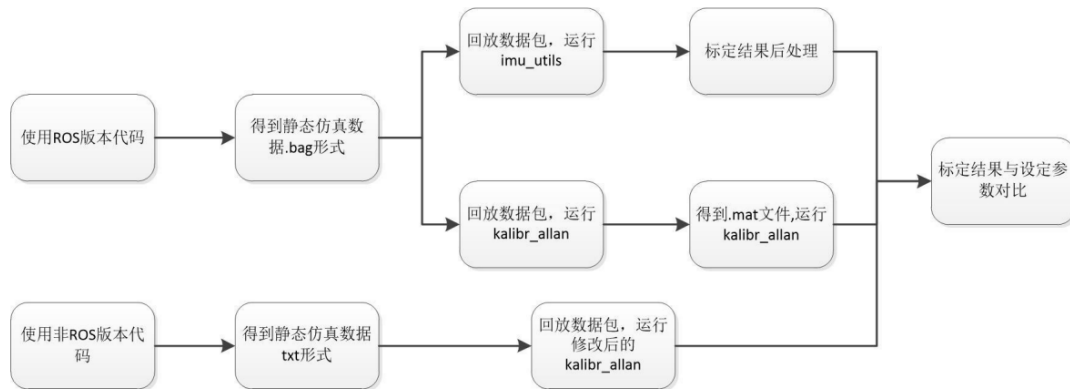 回放数据包，运行
imu_utils
标定结果后处理
使用ROS版本代码
得到静态仿真数
据.bag形式
标定结果与设定参
数对比
回放数据包，运行
kalibr_allan
得到.mat文件,运行
kalibr_allan
使用非ROS版本代
码
得到静态仿真数据
txt形式
回放数据包，运行
修改后的
kalibr_allan